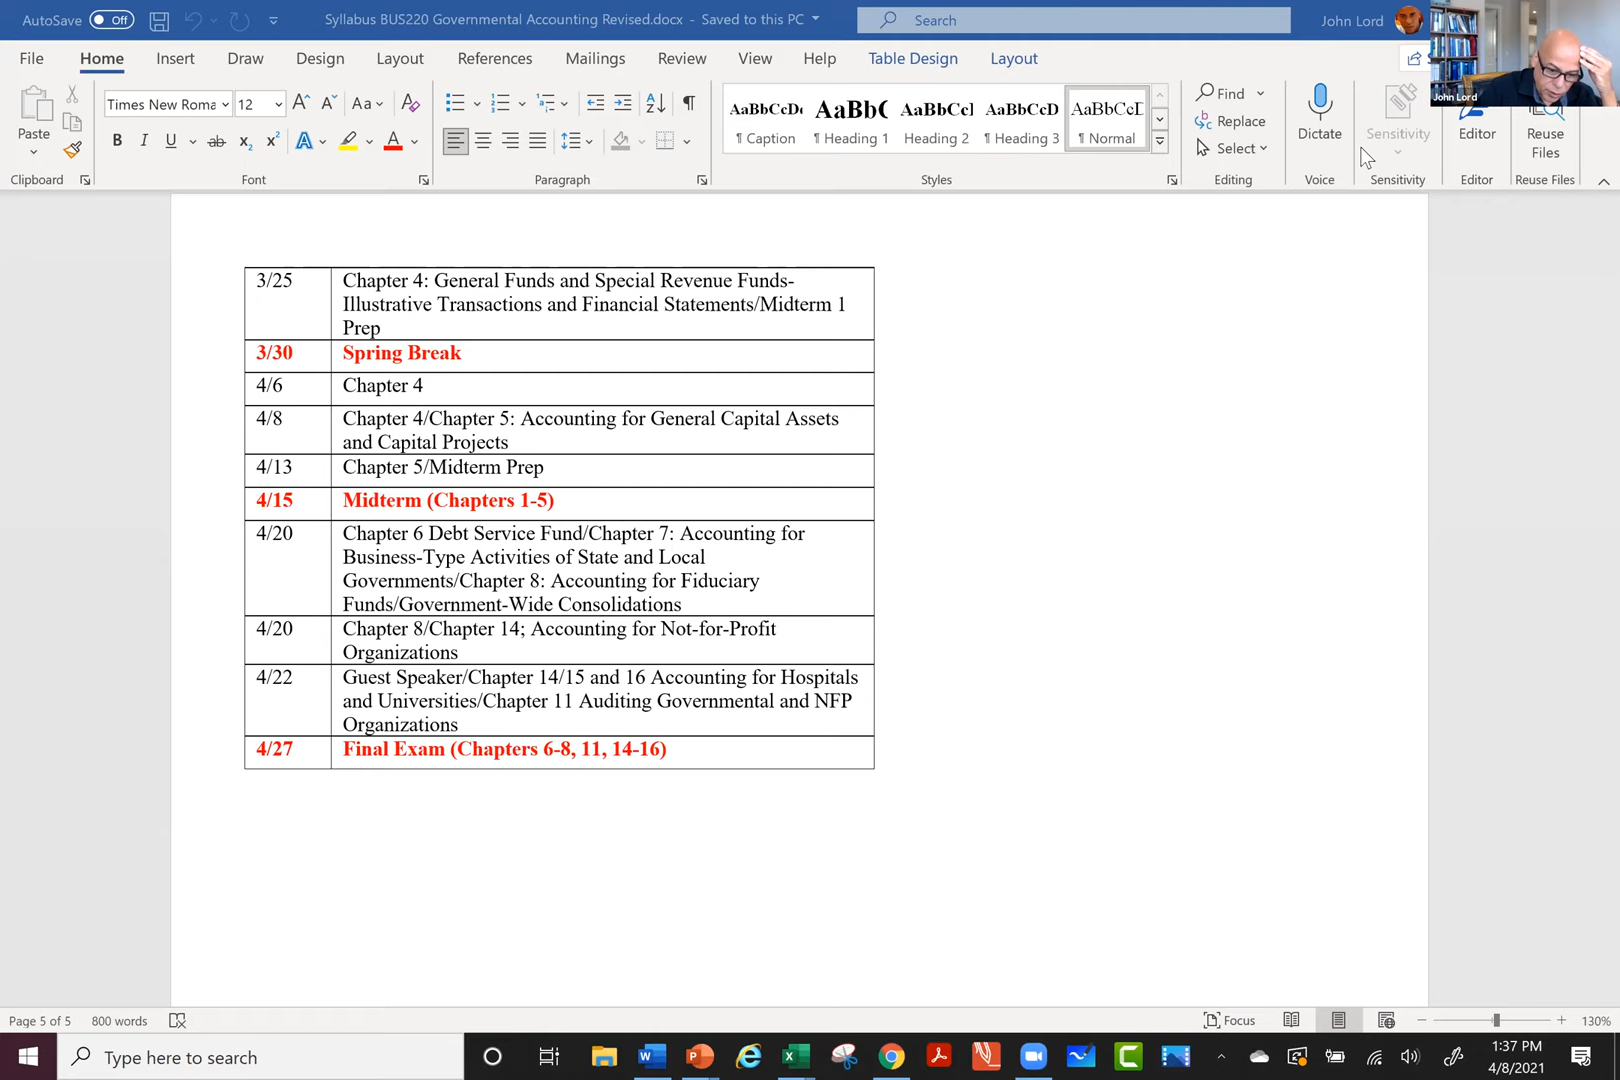 AutoSave Off Syllabus BUS220 Governmental Accounting Revised.docx - Saved to this PC Search John Lord
File Home Insert Draw Design Layout References Mailings Review View Help Table Design Layout
John Lord
Paste
Times New Roma 12 Aa
B I U ab x₂ x² A A
AaBbCcDc AaBbC AaBbCcl AaBbCcD AaBbCcD
¶ Caption ¶ Heading 1 Heading 2 ¶ Heading 3 ¶ Normal
Find
Replace
Select
Dictate Sensitivity Editor Reuse
Files
Clipboard Font Paragraph Styles Editing Voice Sensitivity Editor Reuse Files
3/25 Chapter 4: General Funds and Special Revenue Funds-
Illustrative Transactions and Financial Statements/Midterm 1
Prep
3/30 Spring Break
4/6 Chapter 4
4/8 Chapter 4/Chapter 5: Accounting for General Capital Assets
and Capital Projects
4/13 Chapter 5/Midterm Prep
4/15 Midterm (Chapters 1-5)
4/20 Chapter 6 Debt Service Fund/Chapter 7: Accounting for
Business-Type Activities of State and Local
Governments/Chapter 8: Accounting for Fiduciary
Funds/Government-Wide Consolidations
4/20 Chapter 8/Chapter 14; Accounting for Not-for-Profit
Organizations
4/22 Guest Speaker/Chapter 14/15 and 16 Accounting for Hospitals
and Universities/Chapter 11 Auditing Governmental and NFP
Organizations
4/27 Final Exam (Chapters 6-8, 11, 14-16)
Page 5 of 5 800 words Focus 130%
Type here to search
1:37 PM
4/8/2021